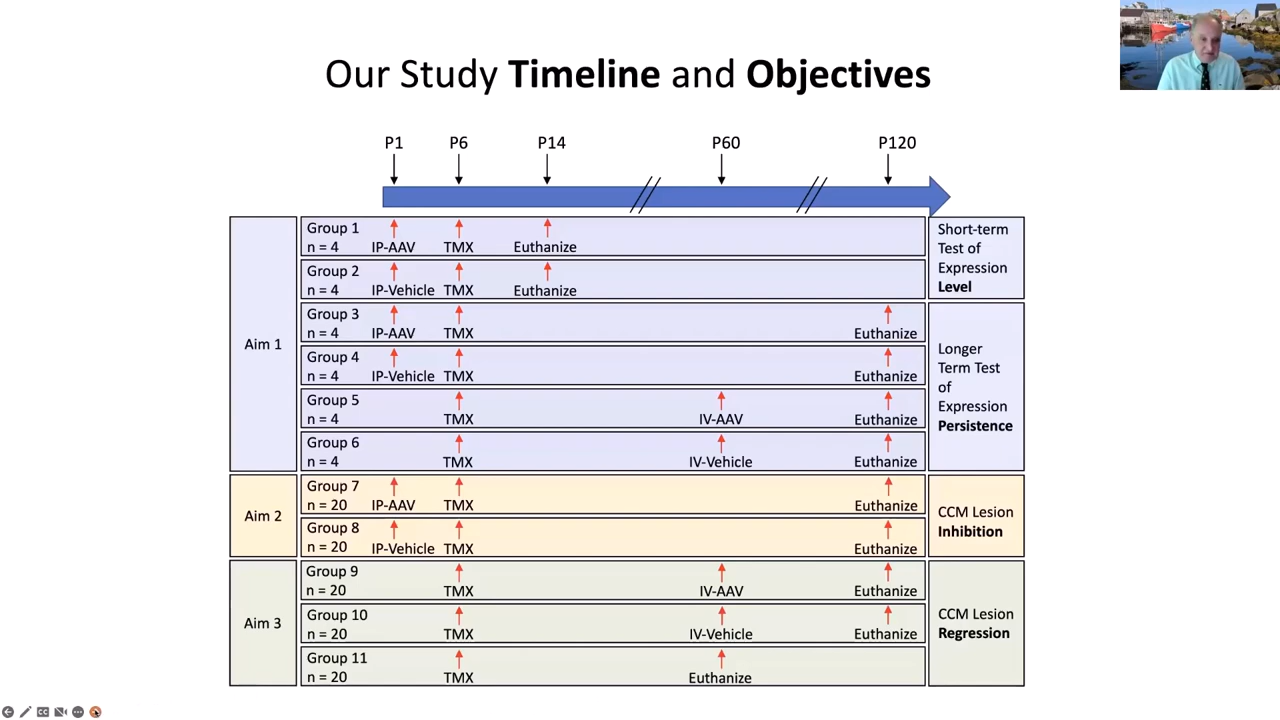 Our Study Timeline and Objectives
P1 P6 P14 P60 P120
Aim 1
Group 1
n = 4 IP-AAV TMX Euthanize
Group 2
n = 4 IP-Vehicle TMX Euthanize
Short-term
Test of
Expression
Level
Group 3
n = 4 IP-AAV TMX Euthanize
Group 4
n = 4 IP-Vehicle TMX Euthanize
Group 5
n = 4 TMX IV-AAV Euthanize
Group 6
n = 4 TMX IV-Vehicle Euthanize
Longer
Term Test
of
Expression
Persistence
Aim 2
Group 7
n = 20 IP-AAV TMX Euthanize
Group 8
n = 20 IP-Vehicle TMX Euthanize
CCM Lesion
Inhibition
Aim 3
Group 9
n = 20 TMX IV-AAV Euthanize
Group 10
n = 20 TMX IV-Vehicle Euthanize
Group 11
n = 20 TMX Euthanize
CCM Lesion
Regression
CC